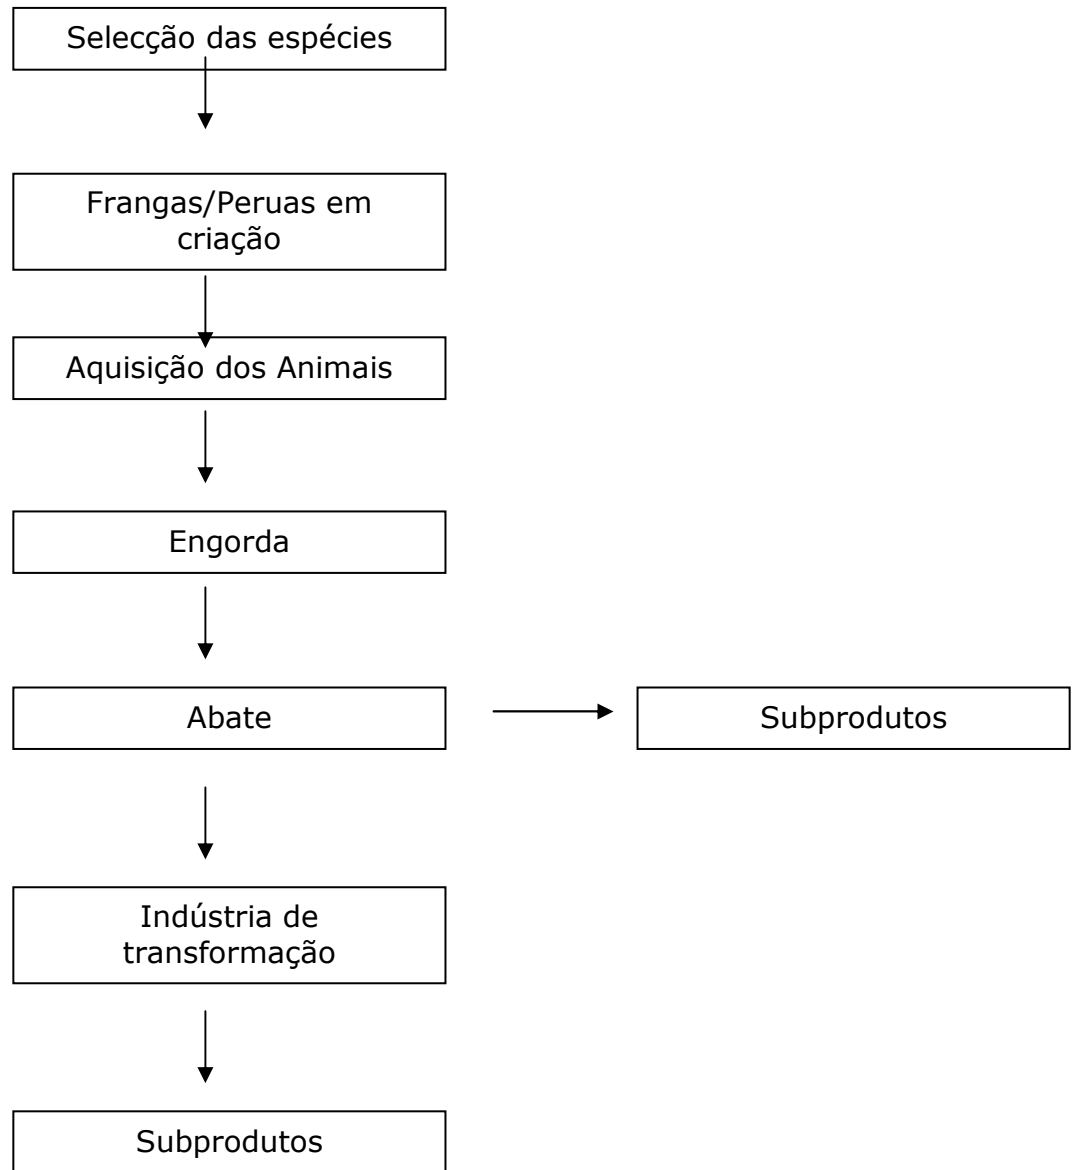 Selecção das espécies
Frangas/Peruas em
criação
Aquisição dos Animais
Engorda
Abate
Subprodutos
Indústria de
transformação
Subprodutos